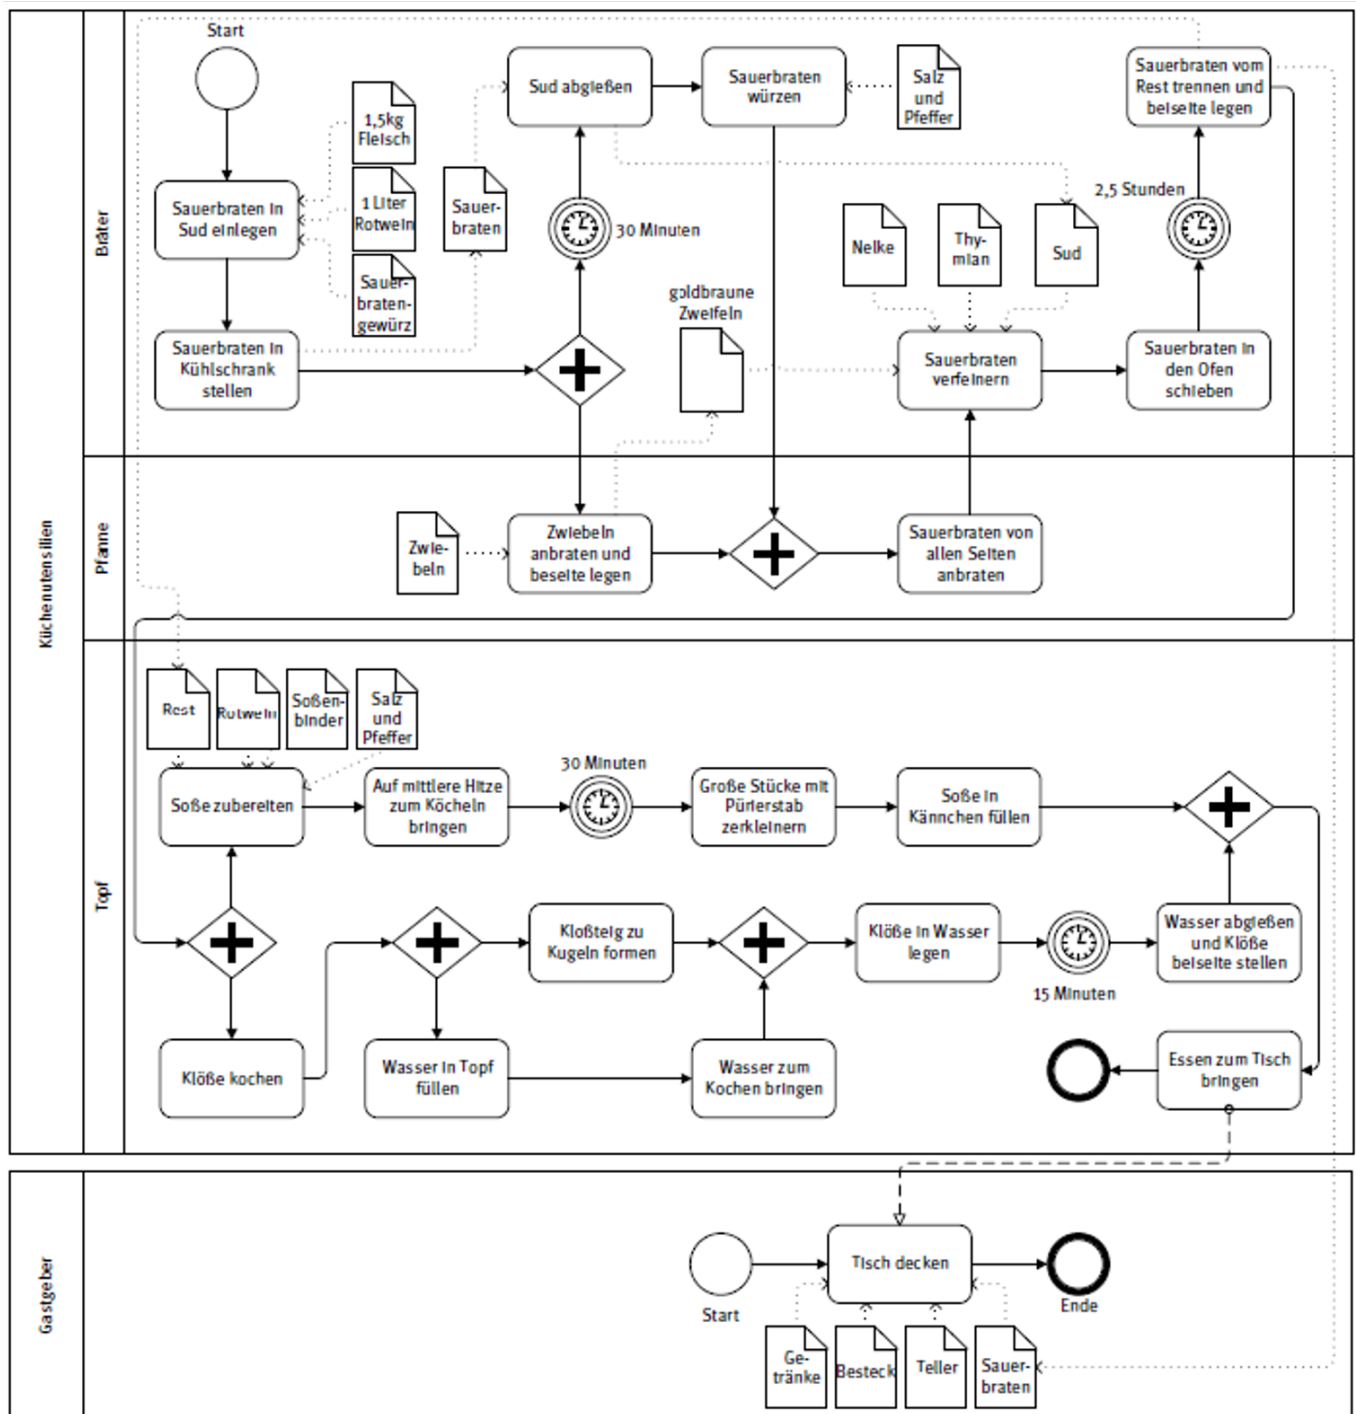 Start
Sauerbraten in
Sud einlegen
1,5kg
Fleisch
1 Liter
Rotwein
Sauer-
braten-
gewürz
Sauerbraten in
Kühlschrank
stellen
Sauer-
braten
Sud abgießen
30 Minuten
Sauerbraten
würzen
Salz
und
Pfeffer
goldbraune
Zweifeln
Nelke
Thy-
mian
Sud
Sauerbraten
verfeinern
Sauerbraten vom
Rest trennen und
beiseite legen
2,5 Stunden
Sauerbraten in
den Ofen
schieben
Bräter
Küchenutensilien
Pfanne
Zwie-
beln
Zwiebeln
anbraten und
beseite legen
Sauerbraten von
allen Seiten
anbraten
Topf
Rest
Rotwein
Soßen-
binder
Salz
und
Pfeffer
Soße zubereiten
Auf mittlere Hitze
zum Köcheln
bringen
30 Minuten
Große Stücke mit
Pürierstab
zerkleinern
Soße in
Kännchen füllen
Kloßteig zu
Kugeln formen
Klöße in Wasser
legen
15 Minuten
Wasser abgießen
und Klöße
beiseite stellen
Klöße kochen
Wasser in Topf
füllen
Wasser zum
Kochen bringen
Essen zum Tisch
bringen
Gastgeber
Start
Tisch decken
Ende
Ge-
tränke
Besteck
Teller
Sauer-
braten